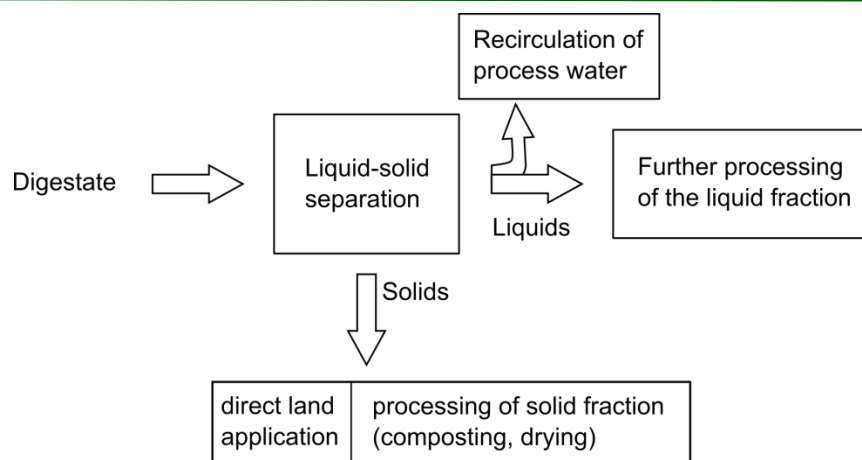 Recirculation of
process water
Digestate
Liquid-solid
separation
Liquids
Further processing
of the liquid fraction
Solids
direct land
application
processing of solid fraction
(composting, drying)